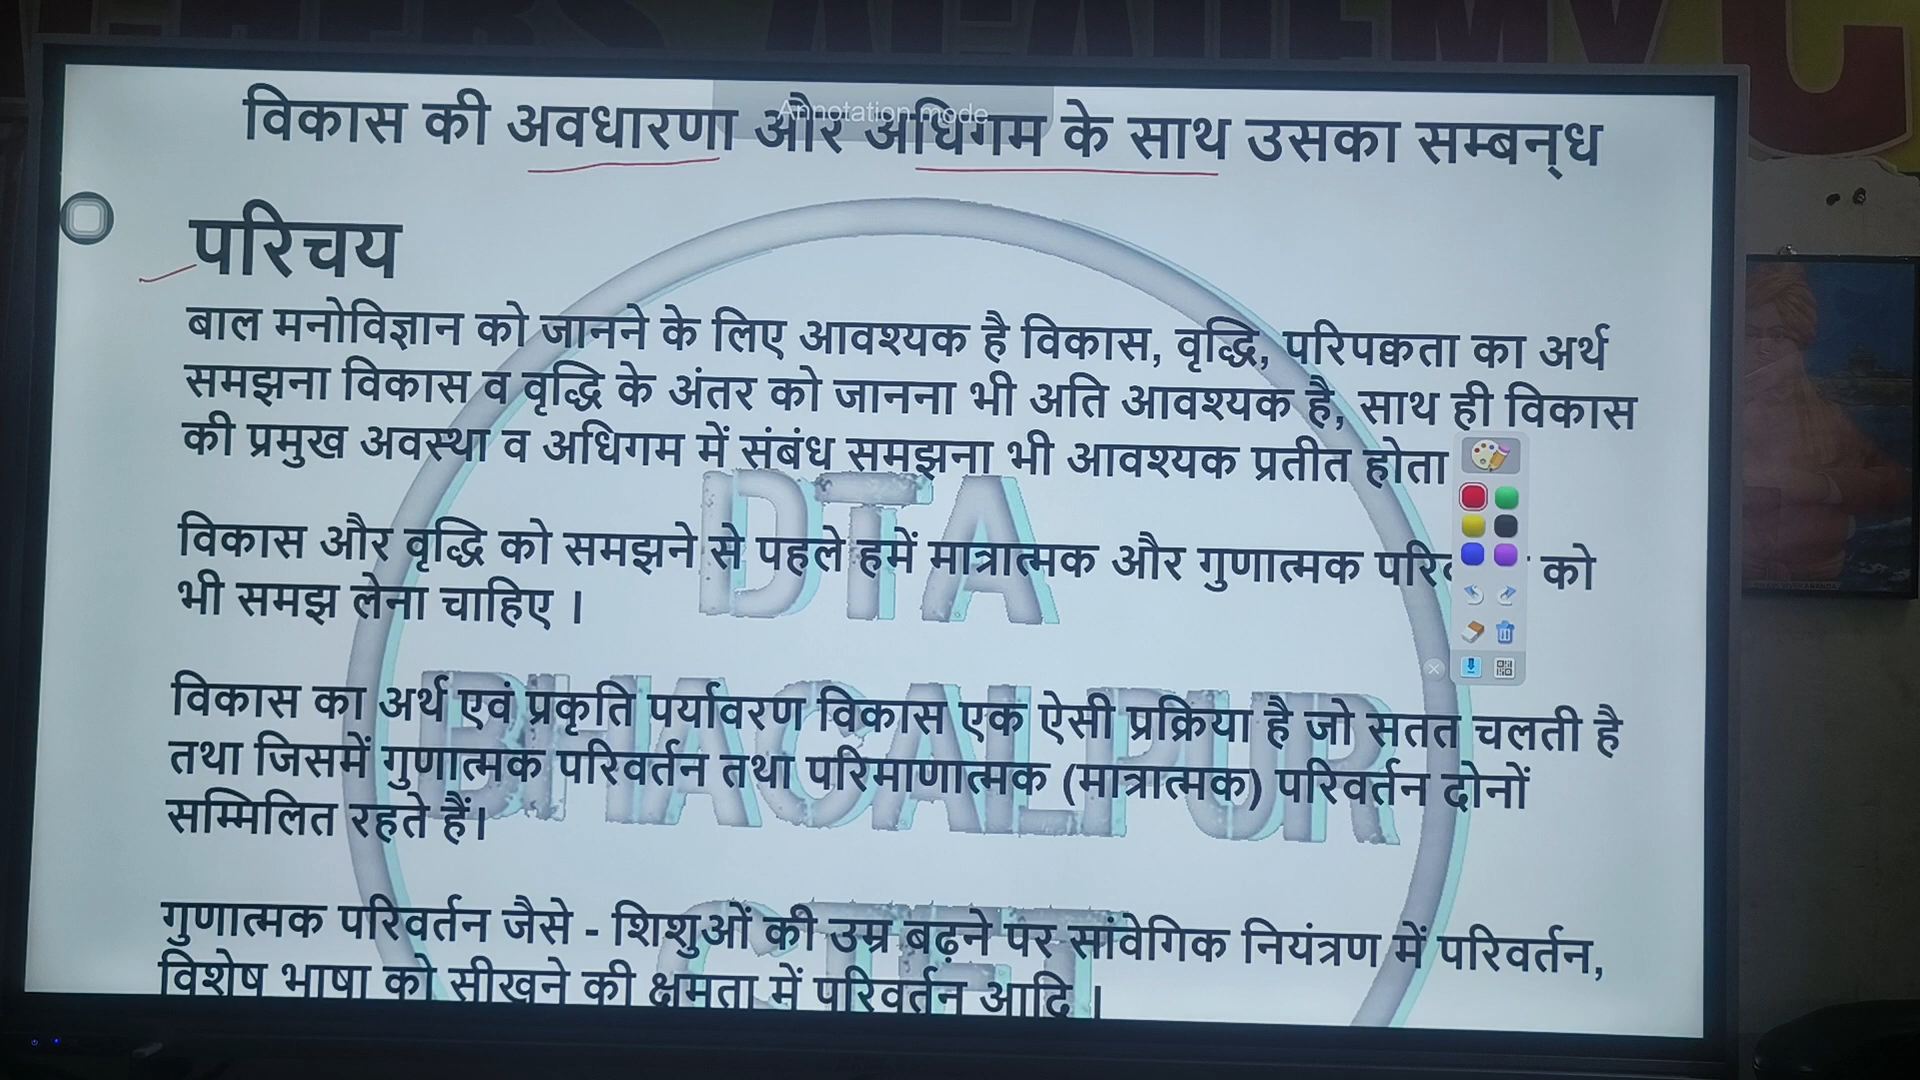 विकास की अवधारणा और अधिगम के साथ उसका सम्बन्ध
Annotation mode
परिचय
बाल मनोविज्ञान को जानने के लिए आवश्यक है विकास, वृद्धि, परिपक्वता का अर्थ
समझना विकास व वृद्धि के अंतर को जानना भी अति आवश्यक है, साथ ही विकास
की प्रमुख अवस्था व अधिगम में संबंध समझना भी आवश्यक प्रतीत होता
विकास और वृद्धि को समझने से पहले हमें मात्रात्मक और गुणात्मक को
भी समझ लेना चाहिए ।
विकास का अर्थ एवं प्रकृति पर्यावरण विकास एक ऐसी प्रक्रिया है जो सतत चलती है
तथा जिसमें गुणात्मक परिवर्तन तथा परिमाणात्मक (मात्रात्मक) परिवर्तन दोनों
सम्मिलित रहते हैं।
गुणात्मक परिवर्तन जैसे - शिशुओं की उम्र बढ़ने पर सांवेगिक नियंत्रण में परिवर्तन,
विशेष भाषा को सीखने की क्षमता में परिवर्तन आदि ।
DTA
BHAGALPUR